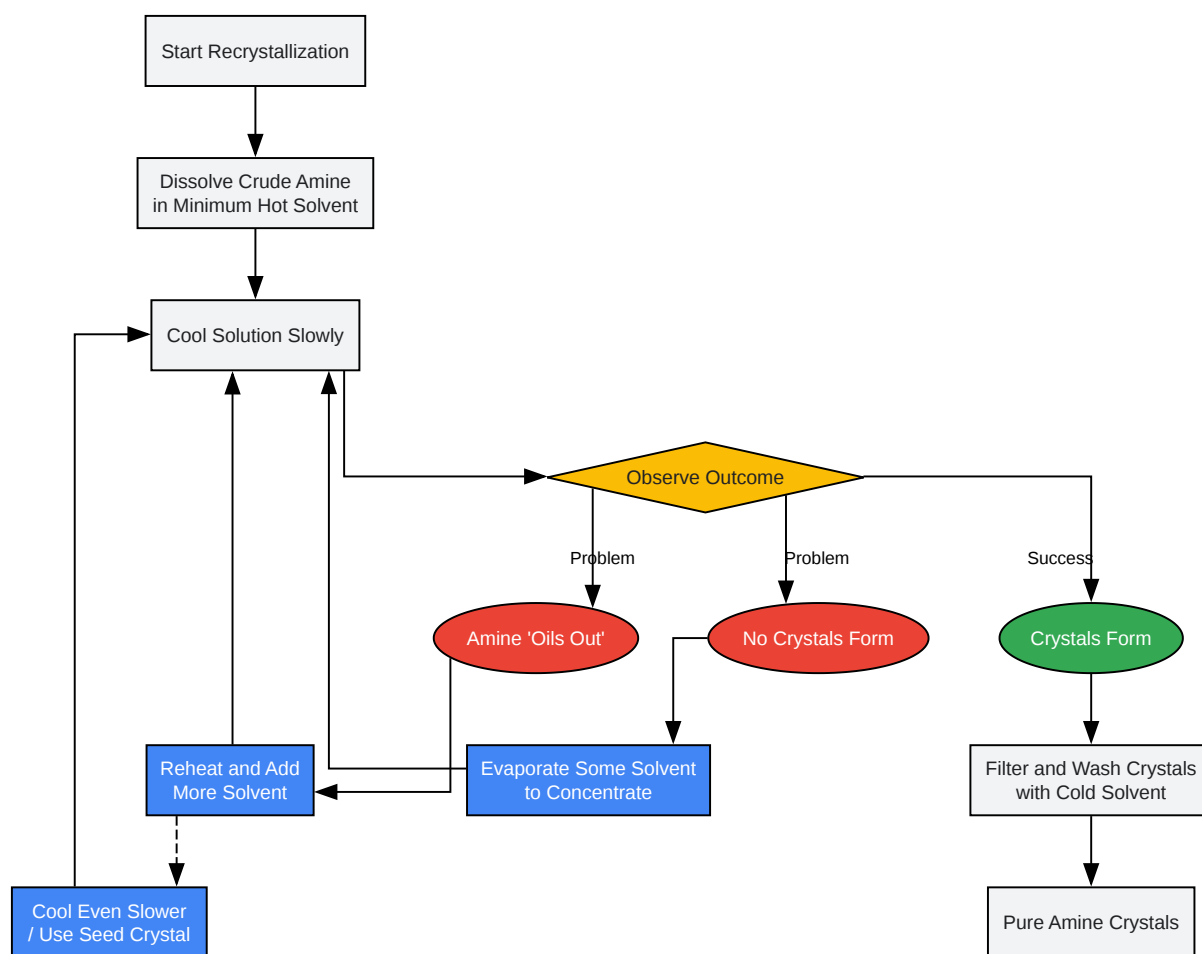 Start Recrystallization
Dissolve Crude Amine
in Minimum Hot Solvent
Cool Solution Slowly
Observe Outcome
Problem
Problem
Success
Amine 'Oils Out'
No Crystals Form
Crystals Form
Reheat and Add
More Solvent
Evaporate Some Solvent
to Concentrate
Filter and Wash Crystals
with Cold Solvent
Cool Even Slower
/ Use Seed Crystal
Pure Amine Crystals